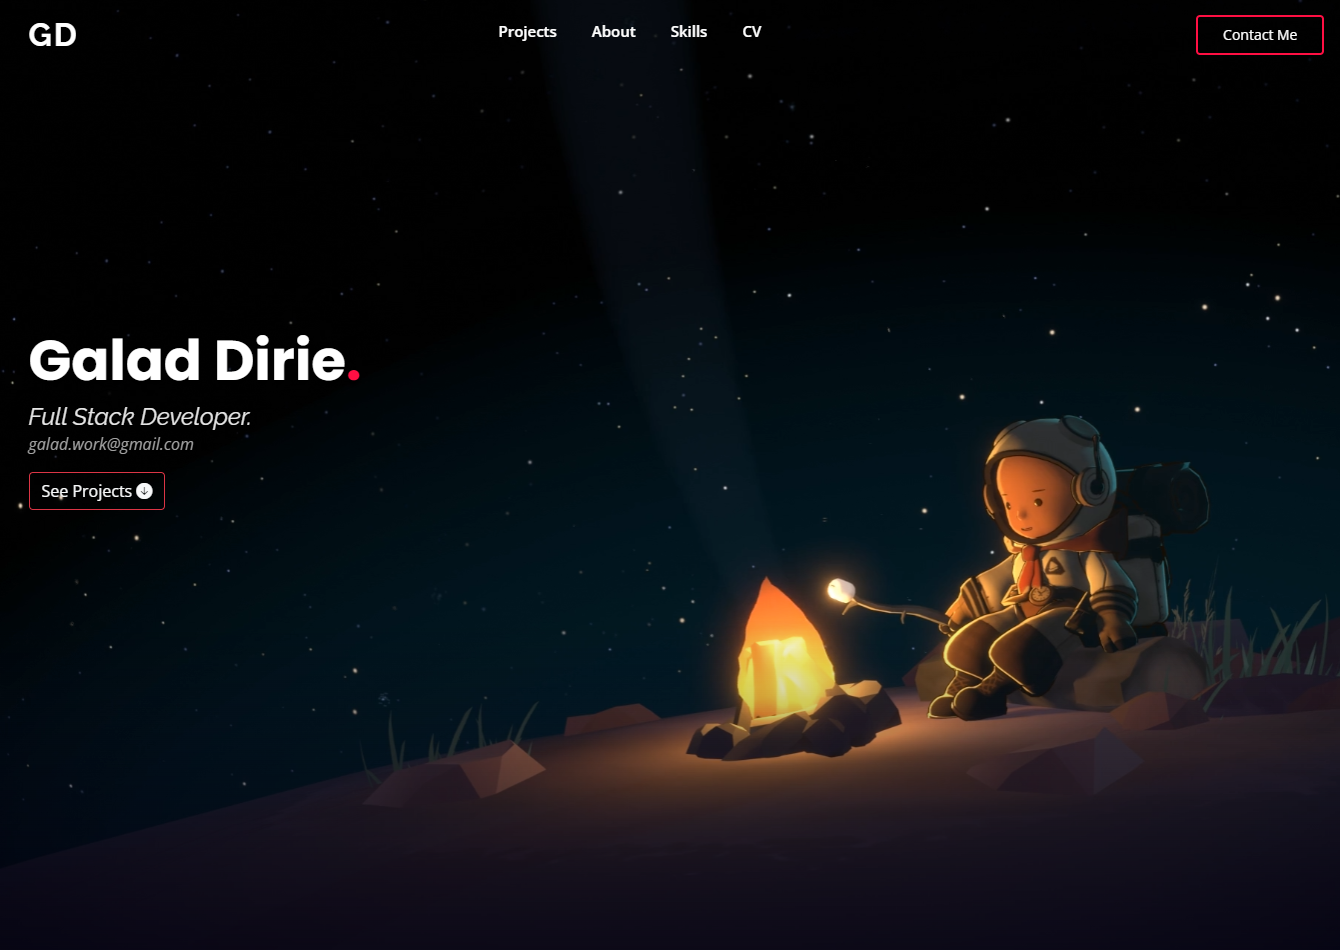 GD
Projects About Skills CV
Contact Me
Galad Dirie.
Full Stack Developer.
galad.work@gmail.com
See Projects